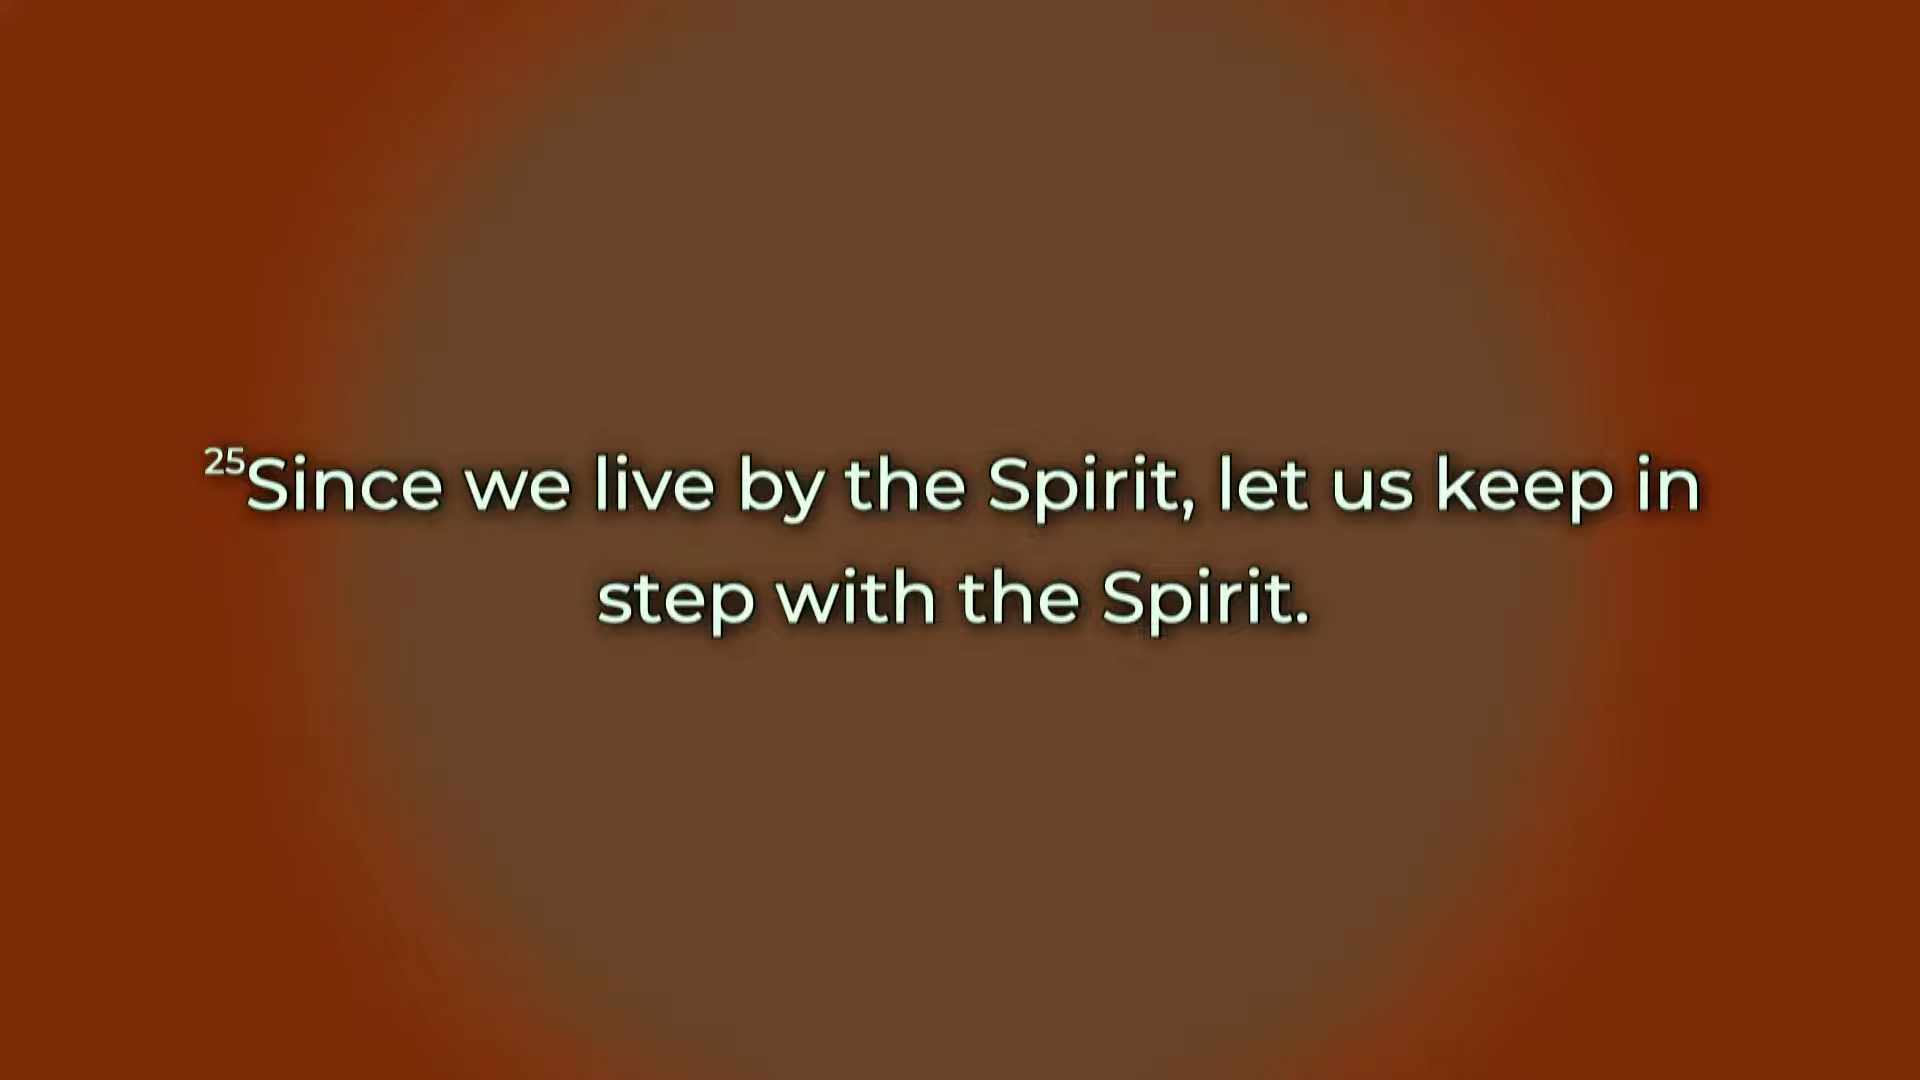 25Since we live by the Spirit, let us keep in
step with the Spirit.